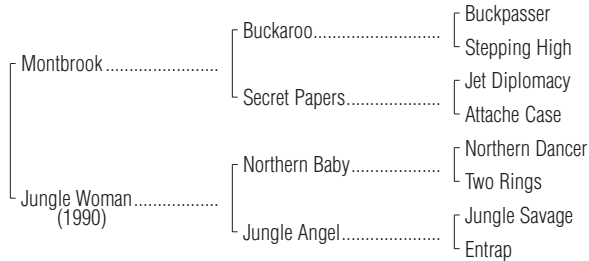 Buckpasser
Buckaroo...........................
Stepping High
Montbrook ........................
Jet Diplomacy
Secret Papers....................
Attache Case
Northern Dancer
Northern Baby...................
Two Rings
Jungle Woman..................
(1990)
Jungle Savage
Jungle Angel.....................
Entrap